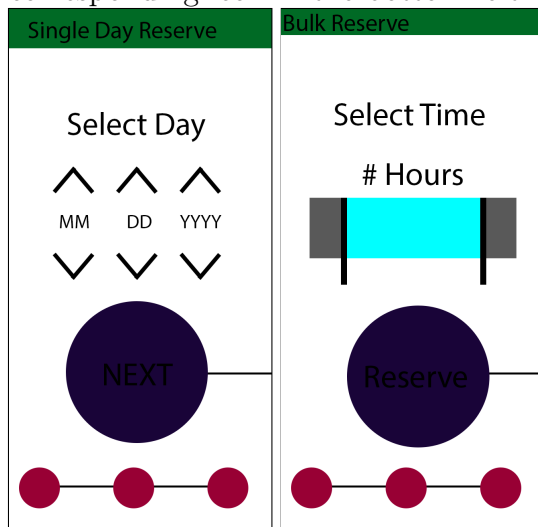 Single Day Reserve
Select Day
MM DD YYYY
NEXT
Bulk Reserve
Select Time
# Hours
Reserve